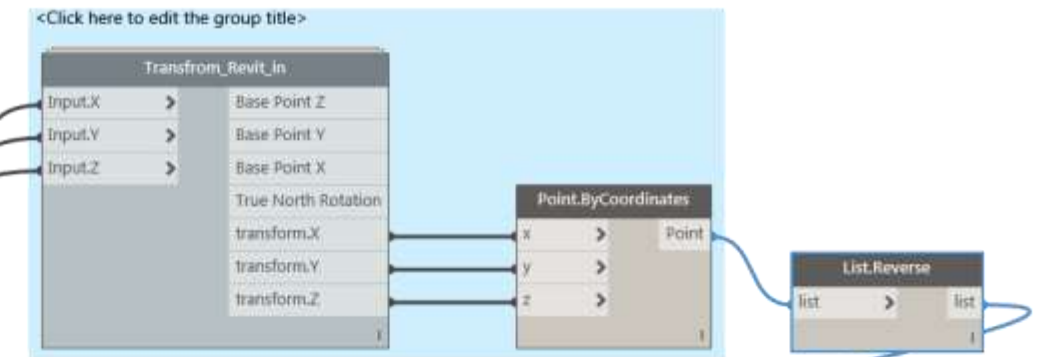 <Click here to edit the group title>
Transfrom_Revit_in
Input.X > Base Point Z
Input.Y > Base Point Y
Input.Z > Base Point X
True North Rotation
transform.X
transform.Y
transform.Z
Point.ByCoordinates
x > Point
y >
z >
List.Reverse
list > list